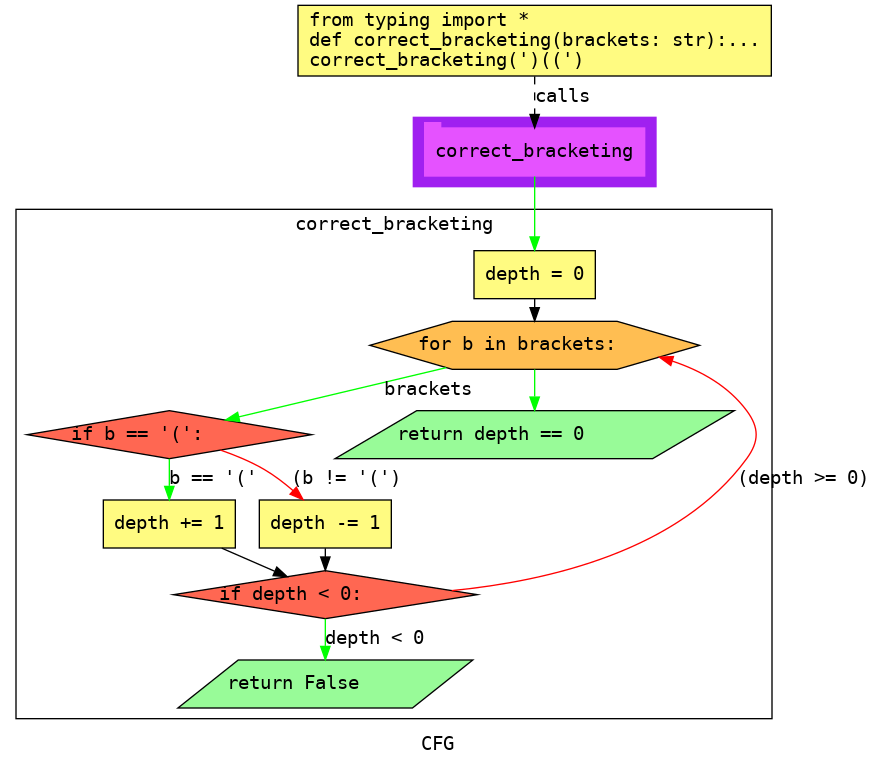 from typing import *
def correct_bracketing(brackets: str):...
correct_bracketing(')((')
calls
correct_bracketing
correct_bracketing
depth = 0
for b in brackets:
brackets
if b == '(':
return depth == 0
b == '('
(b != '(')
(depth >= 0)
depth += 1
depth -= 1
if depth < 0:
depth < 0
return False
CFG